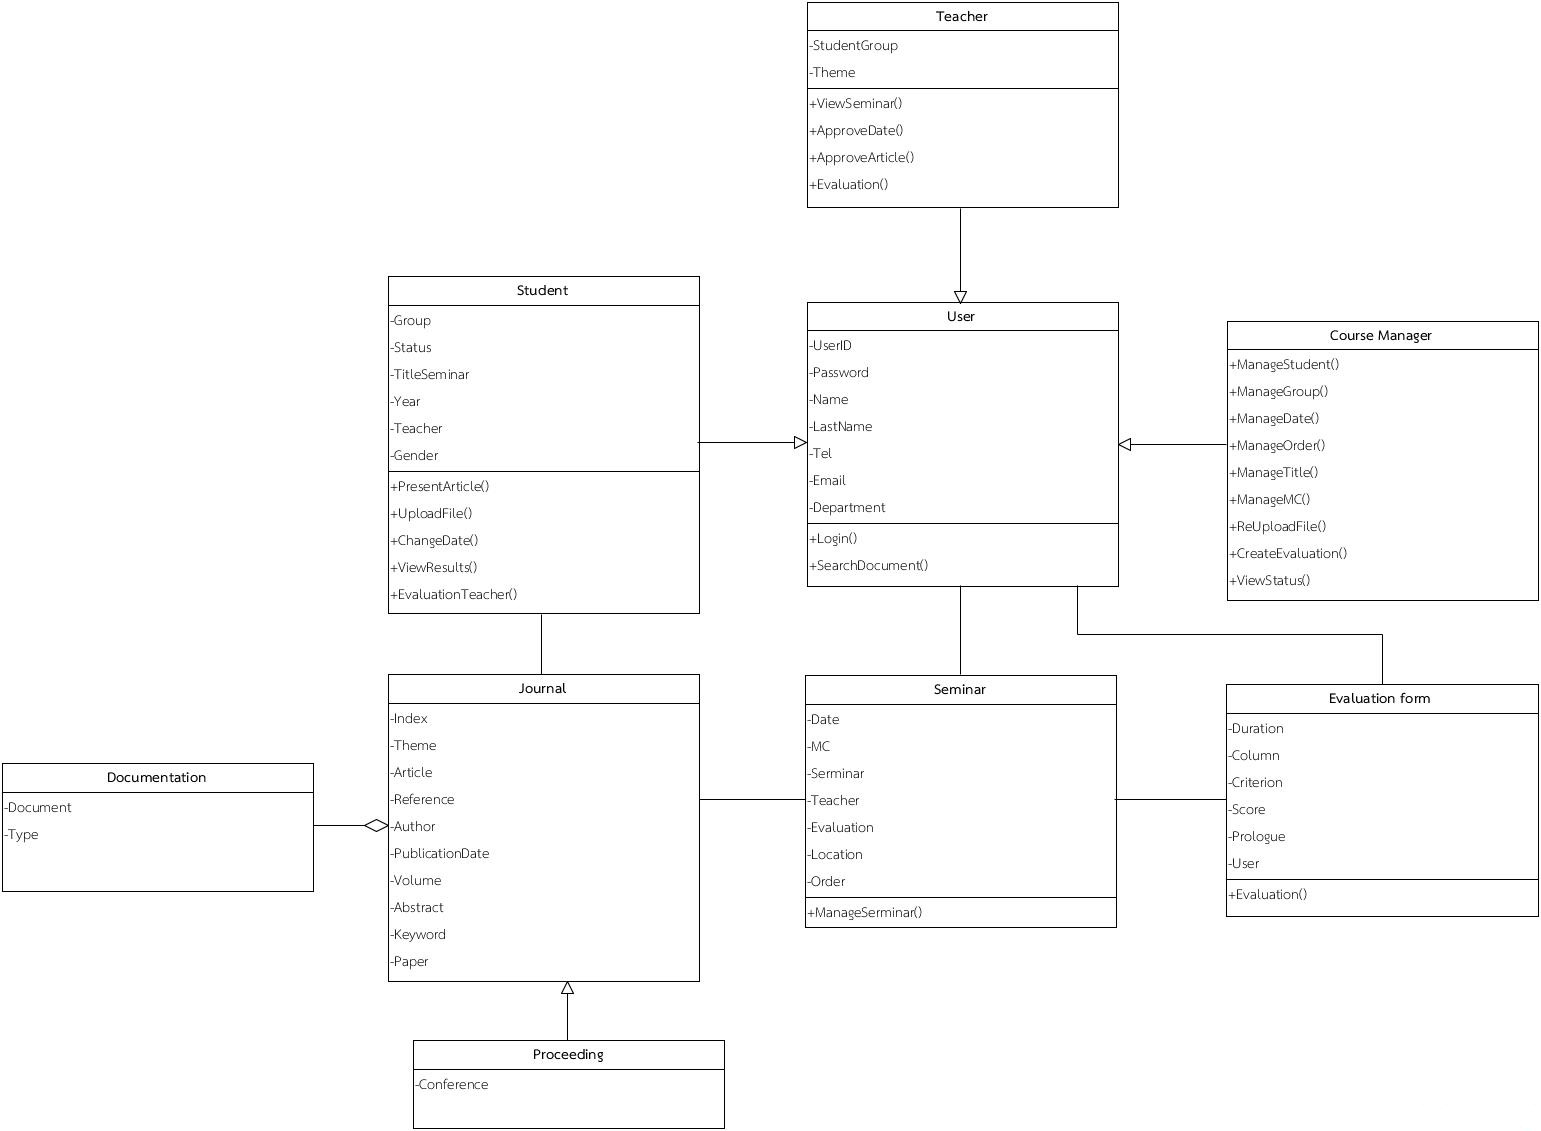 Teacher
-StudentGroup
-Theme
+ViewSeminar()
+ApproveDate()
+ApproveArticle()
+Evaluation()
Student
-Group
-Status
-TitleSeminar
-Year
-Teacher
-Gender
+PresentArticle()
+UploadFile()
+ChangeDate()
+ViewResults()
+EvaluationTeacher()
User
-UserID
-Password
-Name
-LastName
-Tel
-Email
-Department
+Login()
+SearchDocument()
Course Manager
+ManageStudent()
+ManageGroup()
+ManageDate()
+ManageOrder()
+ManageTitle()
+ManageMC()
+ReUploadFile()
+CreateEvaluation()
+ViewStatus()
Documentation
-Document
-Type
Journal
-Index
-Theme
-Article
-Reference
-Author
-PublicationDate
-Volume
-Abstract
-Keyword
-Paper
Seminar
-Date
-MC
-Serminar
-Teacher
-Evaluation
-Location
-Order
+ManageSerminar()
Evaluation form
-Duration
-Column
-Criterion
-Score
-Prologue
-User
+Evaluation()
Proceeding
-Conference